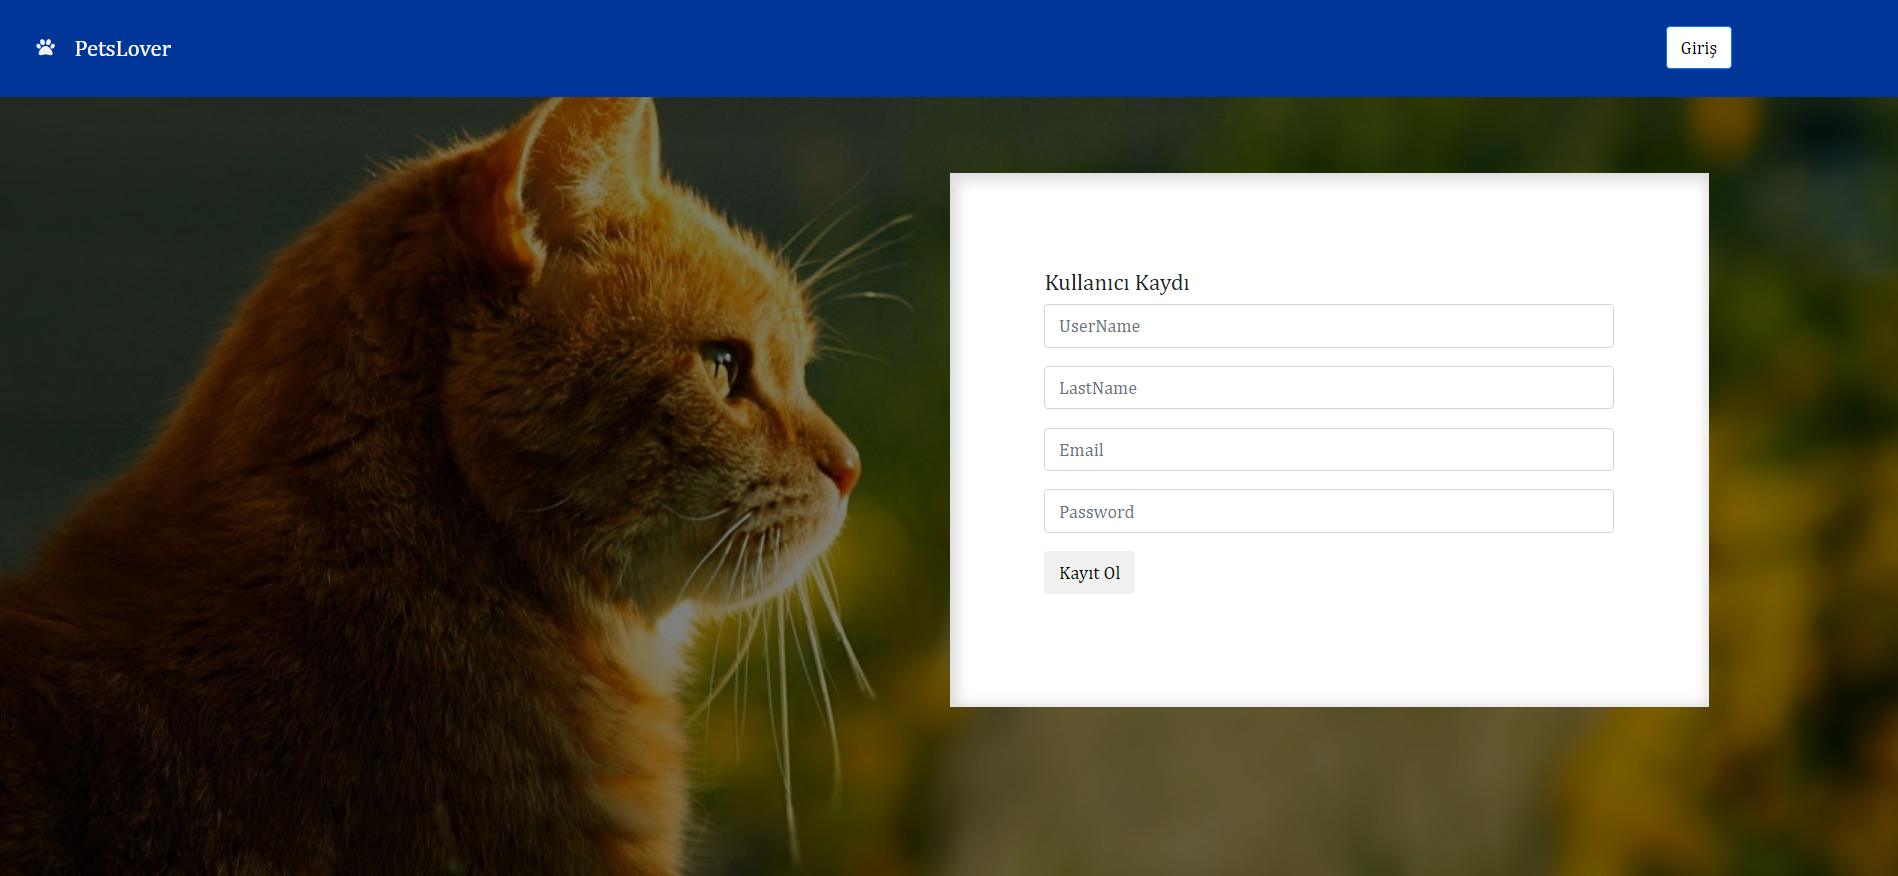 PetsLover
Giriş
Kullanıcı Kaydı
UserName
LastName
Email
Password
Kayıt Ol